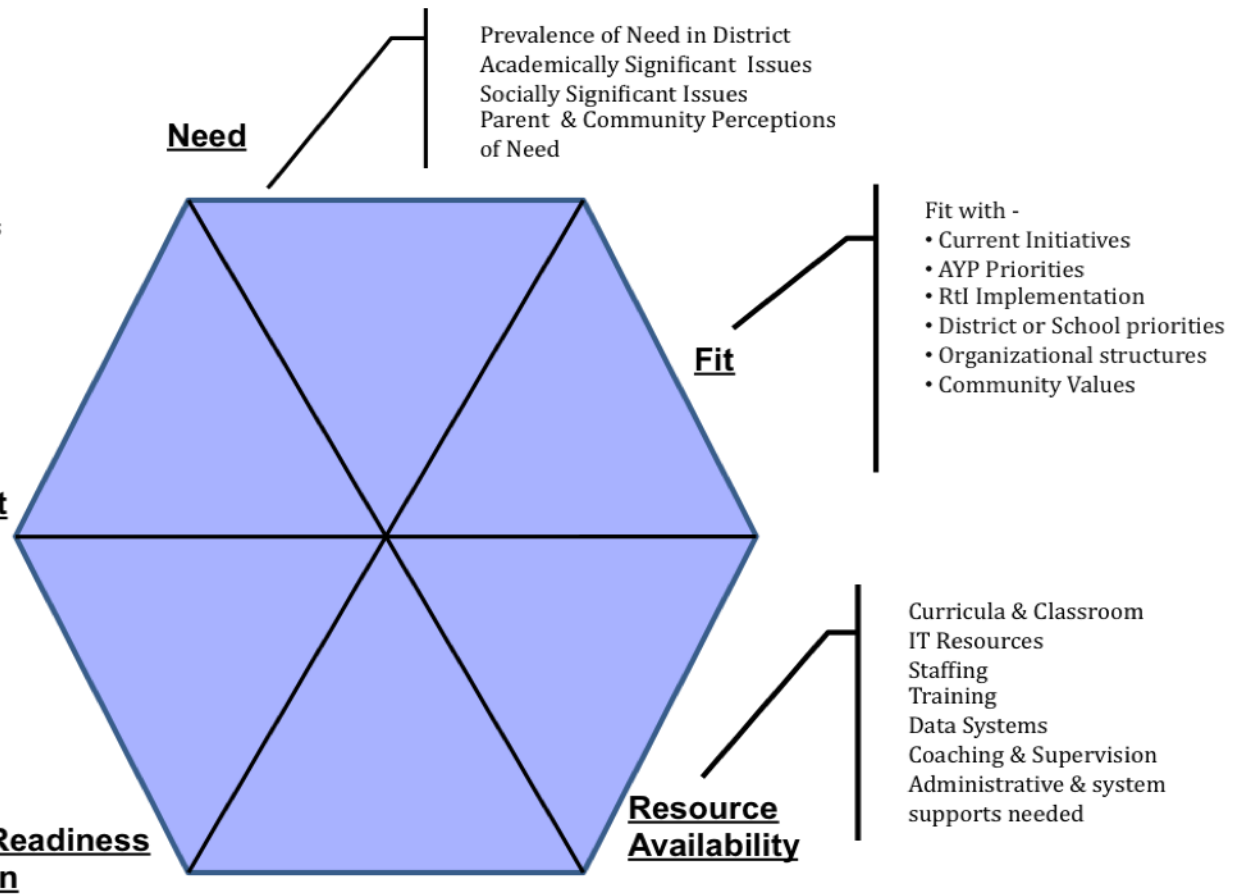 Need
Prevalence of Need in District
Academically Significant  Issues
Socially Significant Issues
Parent  & Community Perceptions
of Need
Fit
Fit with -
• Current Initiatives
• AYP Priorities
• RtI Implementation
• District or School priorities
• Organizational structures
• Community Values
Resource
Availability
Curricula & Classroom
IT Resources
Staffing
Training
Data Systems
Coaching & Supervision
Administrative & system
supports needed
Readiness